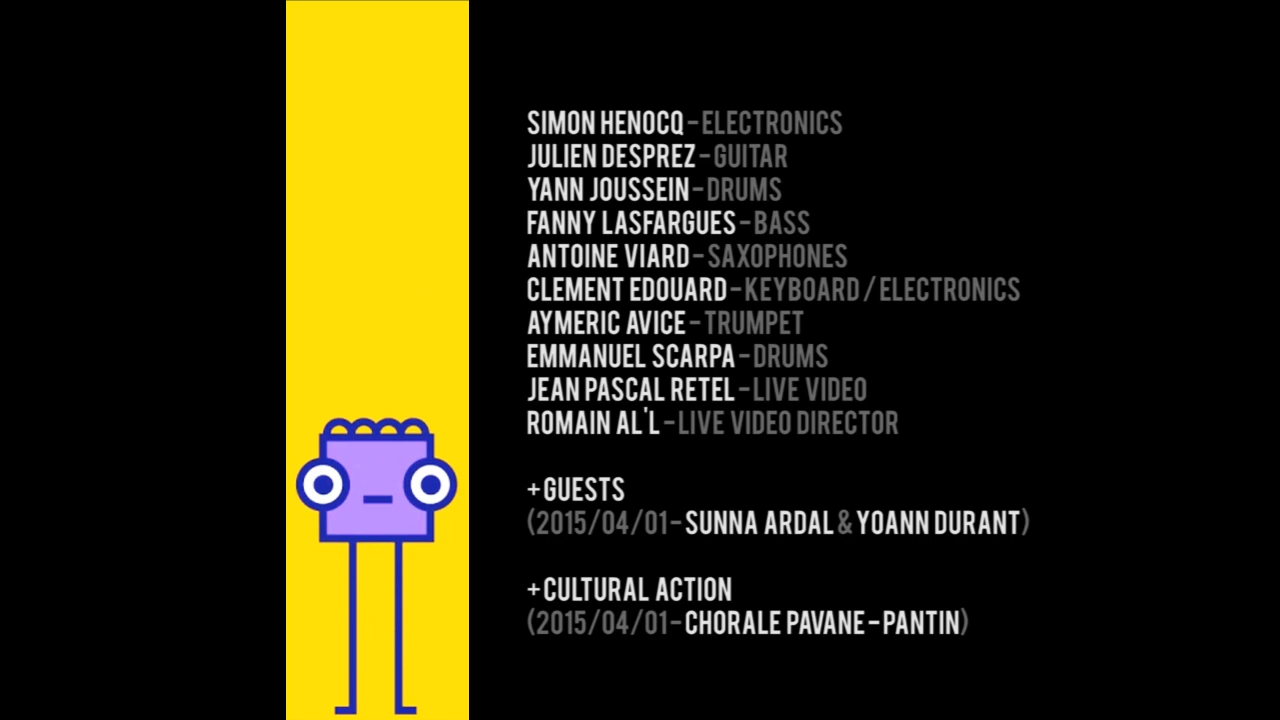 SIMON HENOCQ - ELECTRONICS
JULIEN DESPREZ - GUITAR
YANN JOUSSEIN - DRUMS
FANNY LASFARGUES - BASS
ANTOINE VIARD - SAXOPHONES
CLEMENT EDOUARD - KEYBOARD / ELECTRONICS
AYMERIC AVICE - TRUMPET
EMMANUEL SCARPA - DRUMS
JEAN PASCAL RETEL - LIVE VIDEO
ROMAIN AL'L - LIVE VIDEO DIRECTOR
+ GUESTS
(2015/04/01 - SUNNA ARDAL & YOANN DURANT)
+ CULTURAL ACTION
(2015/04/01 - CHORALE PAVANE - PANTIN)